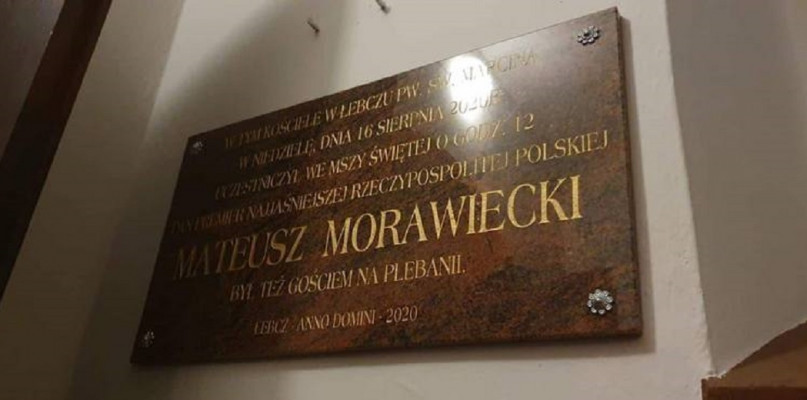 W TYM KOŚCIELE W ŁEBCZU PW. ŚW. MARCINA
W NIEDZIELĘ, DNIA 16 SIERPNIA 2020R.
UCZESTNICZYŁ WE MSZY ŚWIĘTEJ O GODZ. 12
PAN PREMIER NAJJAŚNIEJSZEJ RZECZYPOSPOLITEJ POLSKIEJ
MATEUSZ MORAWIECKI
BYŁ TEŻ GOŚCIEM NA PLEBANII.
ŁEBCZ - ANNO DOMINI - 2020